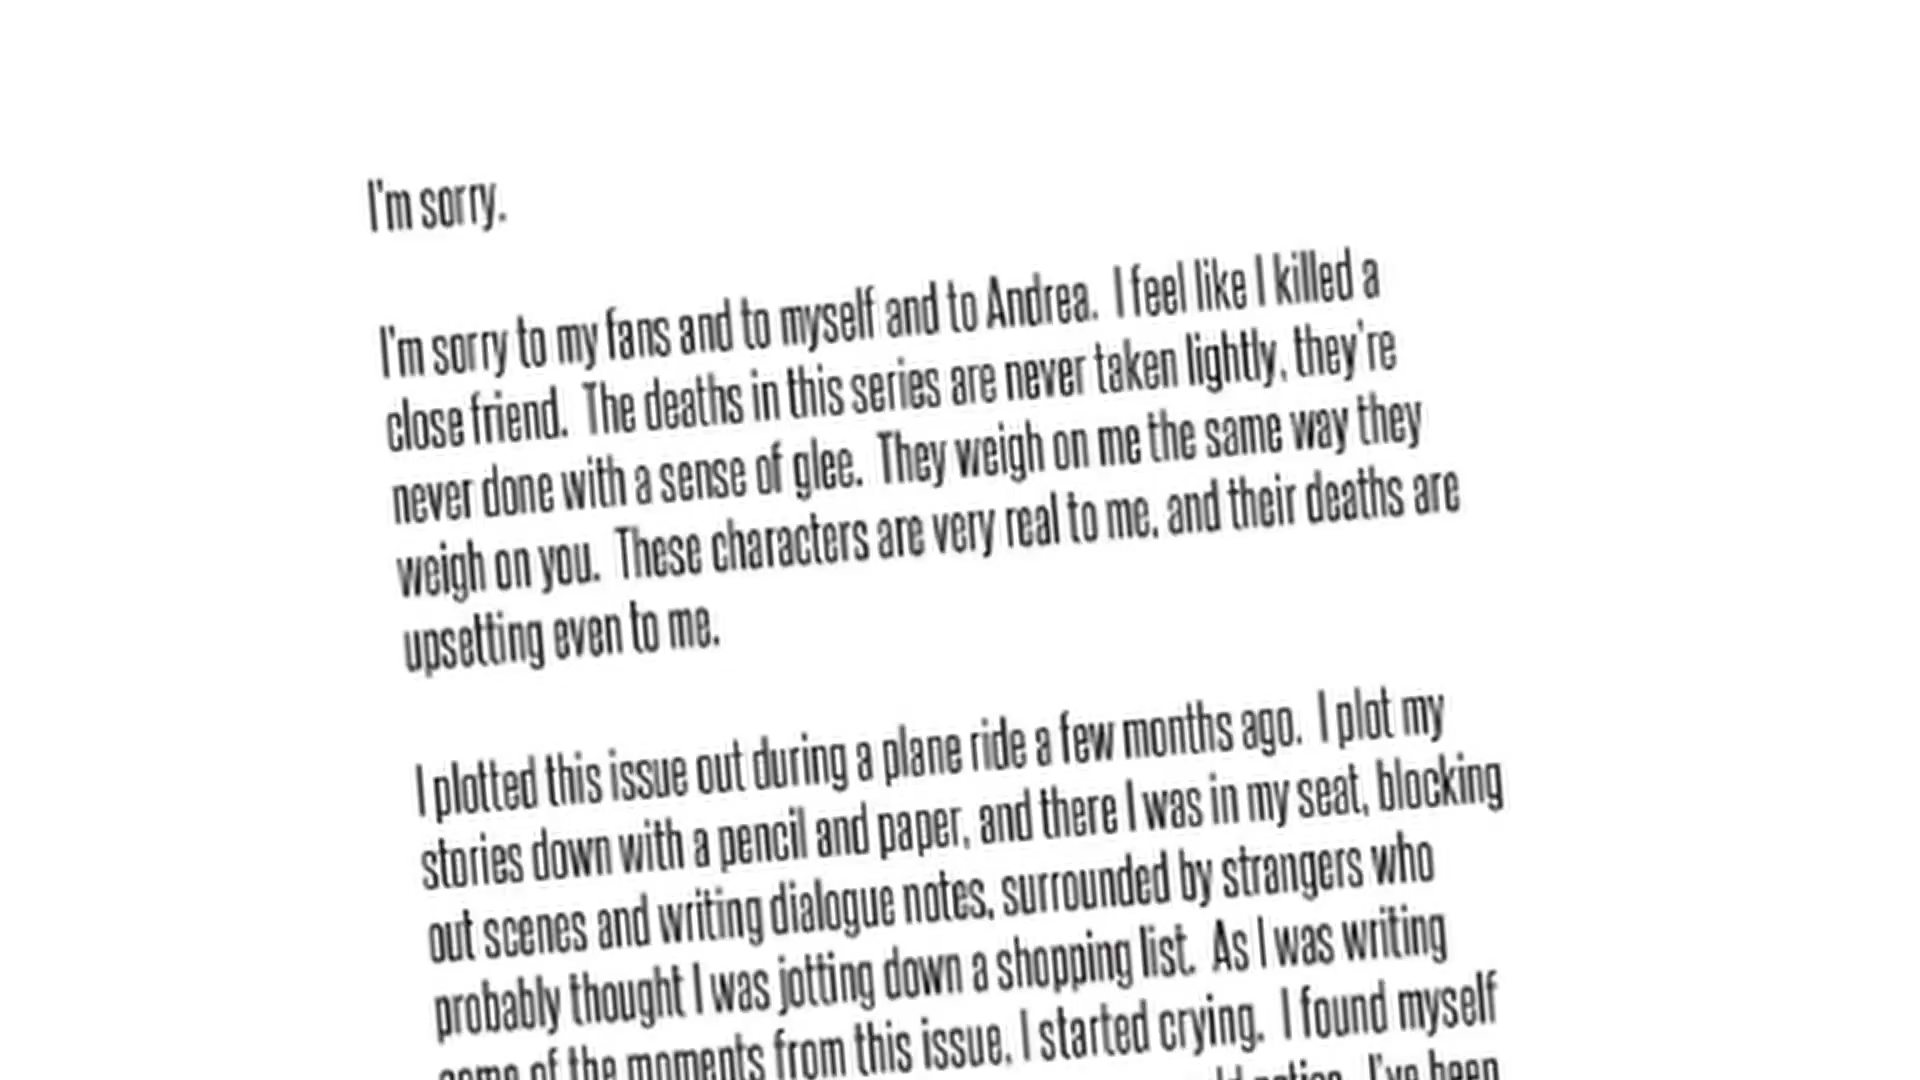 I'm sorry.
I'm sorry to my fans and to myself and to Andrea.  I feel like I killed a
close friend.  The deaths in this series are never taken lightly, they're
never done with a sense of glee.  They weigh on me the same way they
weigh on you.  These characters are very real to me, and their deaths are
upsetting even to me.
I plotted this issue out during a plane ride a few months ago.  I plot my
stories down with a pencil and paper, and there I was in my seat, blocking
out scenes and writing dialogue notes, surrounded by strangers who
probably thought I was jotting down a shopping list.  As I was writing
some of the moments from this issue, I started crying.  I found myself
notice.  I've been